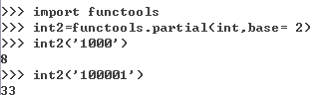 >>> import functools
>>> int2=functools.partial(int,base= 2)
>>> int2('1000')
8
>>> int2('100001')
33